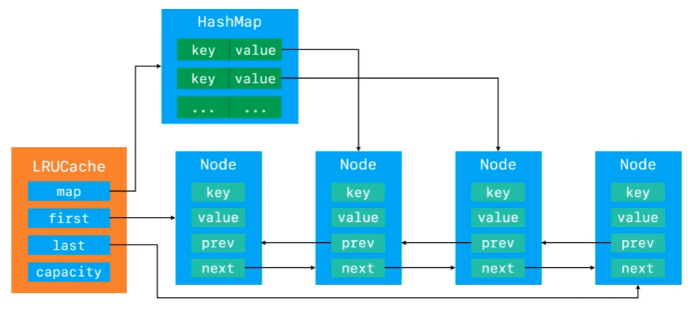 HashMap
key value
key value
... ...
LRUCache
map
first
last
capacity
Node
key
value
prev
next
Node
key
value
prev
next
Node
key
value
prev
next
Node
key
value
prev
next